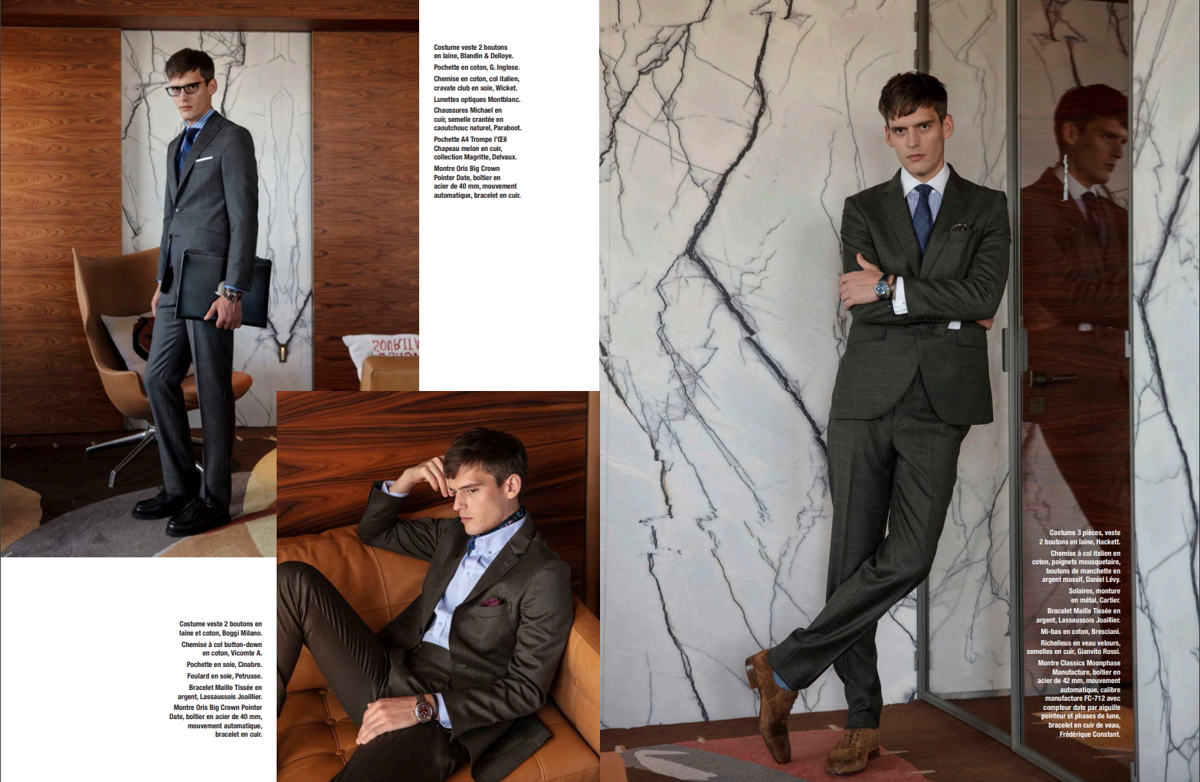 Costume veste 2 boutons
en laine, Blandin & Delloye.
Pochette en coton, G. Inglese.
Chemise en coton, col italien,
cravate club en soie, Wicket.
Lunettes optiques Montblanc.
Chaussures Michael en
cuir, semelle crantée en
caoutchouc naturel, Paraboot.
Pochette A4 Trompe l'Œil
Chapeau melon en cuir,
collection Magritte, Delvaux.
Montre Oris Big Crown
Pointer Date, boîtier en
acier de 40 mm, mouvement
automatique, bracelet en cuir.
Costume veste 2 boutons en
laine et coton, Boggi Milano.
Chemise à col button-down
en coton, Vicomte A.
Pochette en soie, Cinabre.
Foulard en soie, Petrusse.
Bracelet Maille Tissée en
argent, Lassaussois Joaillier.
Montre Oris Big Crown Pointer
Date, boîtier en acier de 40 mm,
mouvement automatique,
bracelet en cuir.
Costume 3 pièces, veste
2 boutons en laine, Hackett.
Chemise à col italien en
coton, poignets mousquetaire,
boutons de manchette en
argent massif, Daniel Lévy.
Solaires, monture
en métal, Cartier.
Bracelet Maille Tissée en
argent, Lassaussois Joaillier.
Mi-bas en coton, Bresciani.
Richelieus en veau velours,
semelles en cuir, Gianvito Rossi.
Montre Classics Moonphase
Manufacture, boîtier en
acier de 42 mm, mouvement
automatique, calibre
manufacture FC-712 avec
compteur date par aiguille
pointeur et phases de lune,
bracelet en cuir de veau,
Frédérique Constant.